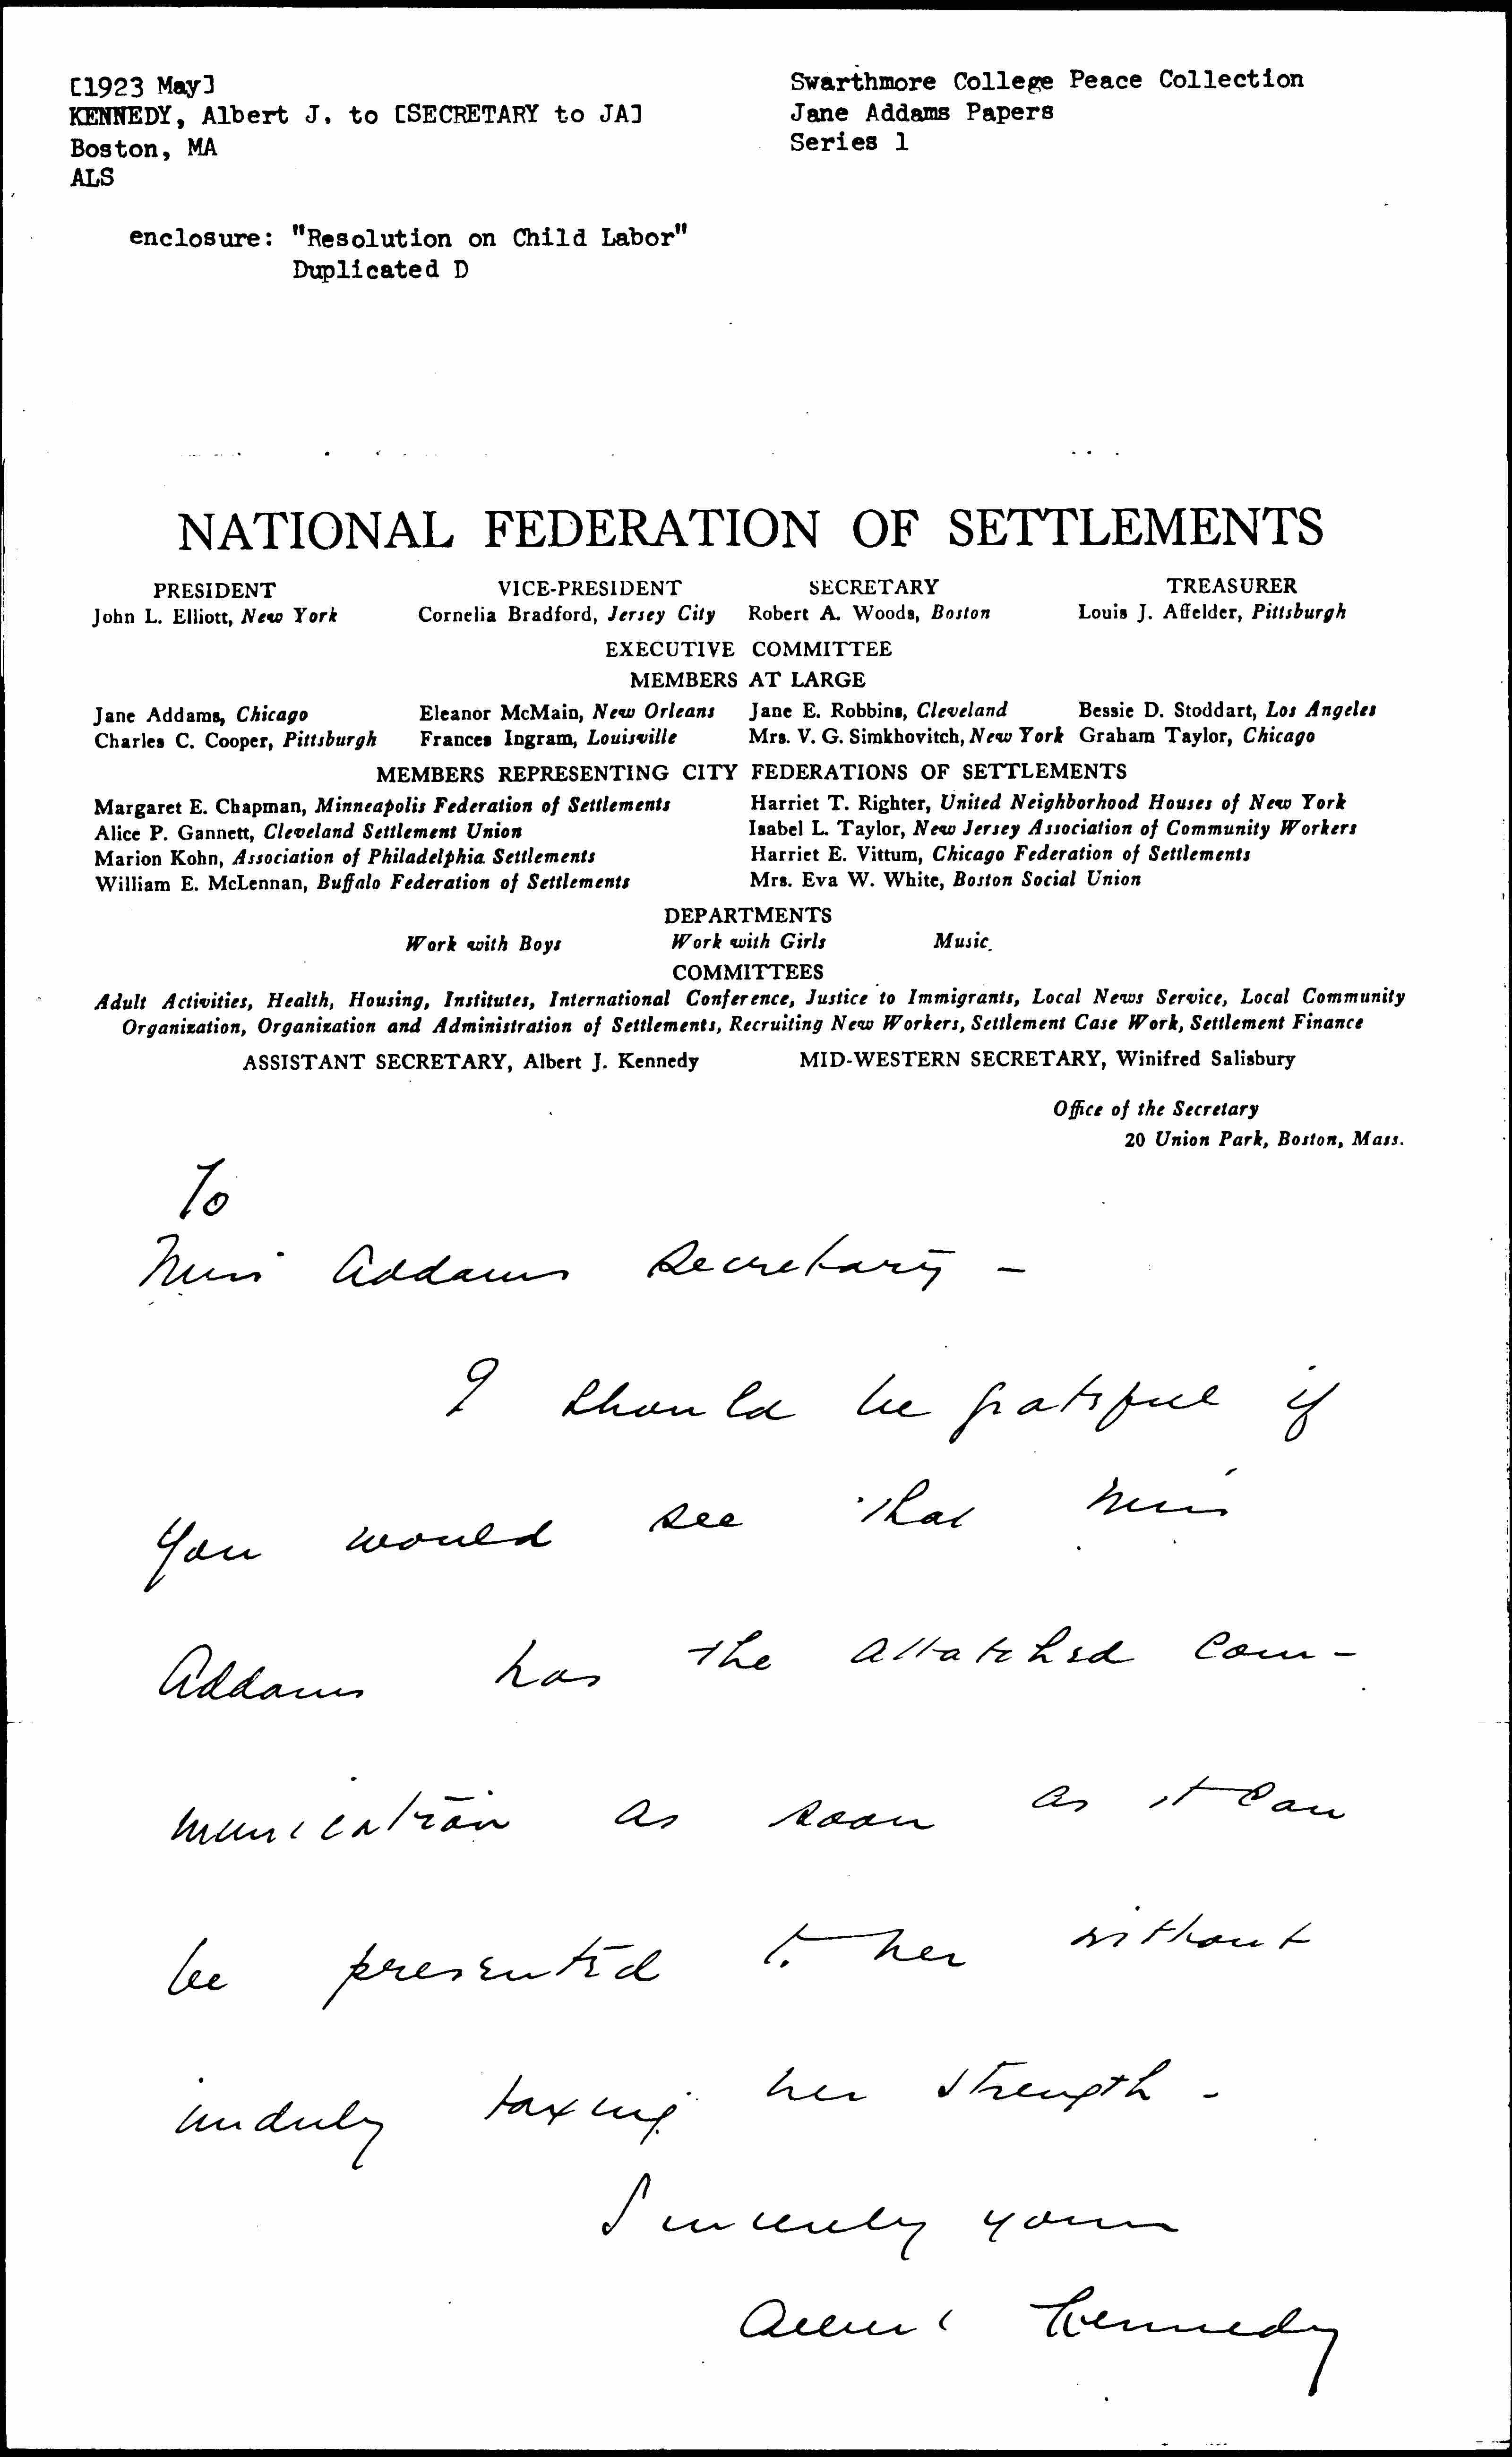 [1923 May]
KENNEDY, Albert J. to [SECRETARY to JA]
Boston, MA
ALS
enclosure: "Resolution on Child Labor"
Duplicated D
Swarthmore College Peace Collection
Jane Addams Papers
Series 1
NATIONAL FEDERATION OF SETTLEMENTS
PRESIDENT VICE-PRESIDENT SECRETARY TREASURER
John L. Elliott, New York Cornelia Bradford, Jersey City Robert A. Woods, Boston Louis J. Affelder, Pittsburgh
EXECUTIVE COMMITTEE
MEMBERS AT LARGE
Jane Addams, Chicago Eleanor McMain, New Orleans Jane E. Robbins, Cleveland Bessie D. Stoddart, Los Angeles
Charles C. Cooper, Pittsburgh Frances Ingram, Louisville Mrs. V. G. Simkhovitch, New York Graham Taylor, Chicago
MEMBERS REPRESENTING CITY FEDERATIONS OF SETTLEMENTS
Margaret E. Chapman, Minneapolis Federation of Settlements Harriet T. Righter, United Neighborhood Houses of New York
Alice P. Gannett, Cleveland Settlement Union Isabel L. Taylor, New Jersey Association of Community Workers
Marion Kohn, Association of Philadelphia Settlements Harriet E. Vittum, Chicago Federation of Settlements
William E. McLennan, Buffalo Federation of Settlements Mrs. Eva W. White, Boston Social Union
DEPARTMENTS
Work with Boys Work with Girls Music.
COMMITTEES
Adult Activities, Health, Housing, Institutes, International Conference, Justice to Immigrants, Local News Service, Local Community
Organization, Organization and Administration of Settlements, Recruiting New Workers, Settlement Case Work, Settlement Finance
ASSISTANT SECRETARY, Albert J. Kennedy MID-WESTERN SECRETARY, Winifred Salisbury
Office of the Secretary
20 Union Park, Boston, Mass.
To
Miss Addams Secretary -
I should be grateful if
you would see that Miss
Addams has the attatched com-
munication as soon as it can
be presented to her without
unduly taxing her strength -
Sincerely yours
Albert Kennedy